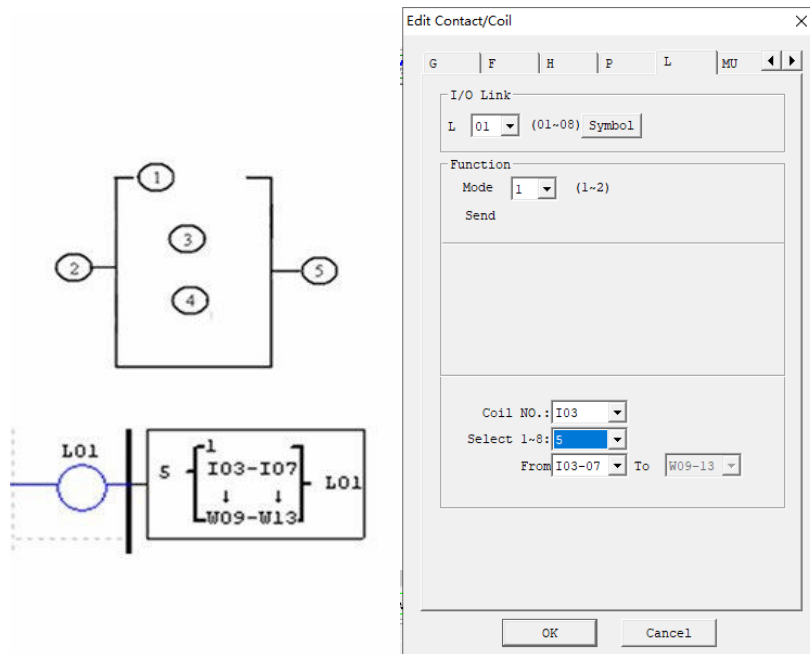 Edit Contact/Coil
G F H P L MU
I/O Link
L 01 (01~08) Symbol
Function
Mode 1 (1~2)
Send
Coil NO.: I03
Select 1~8: 5
From I03-07 To W09-13
OK Cancel
1
2
3
4
5
L01
1
5 I03-I07 L01
↓ ↓
W09-W13